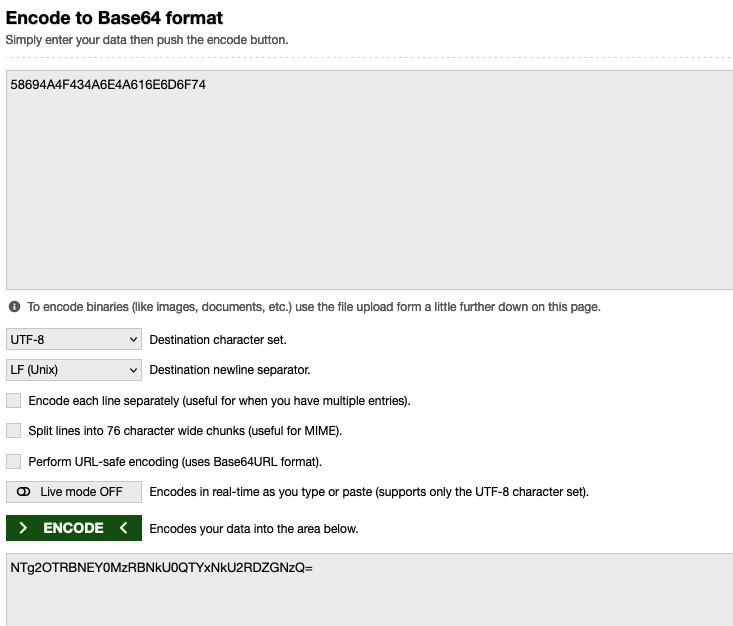 Encode to Base64 format
Simply enter your data then push the encode button.
58694A4F434A6E4A616E6D6F74
To encode binaries (like images, documents, etc.) use the file upload form a little further down on this page.
UTF-8 Destination character set.
LF (Unix) Destination newline separator.
Encode each line separately (useful for when you have multiple entries).
Split lines into 76 character wide chunks (useful for MIME).
Perform URL-safe encoding (uses Base64URL format).
Live mode OFF Encodes in real-time as you type or paste (supports only the UTF-8 character set).
> ENCODE < Encodes your data into the area below.
NTg2OTRBNEY0MzRBNkU0QTYxNkU2RDZGNzQ=